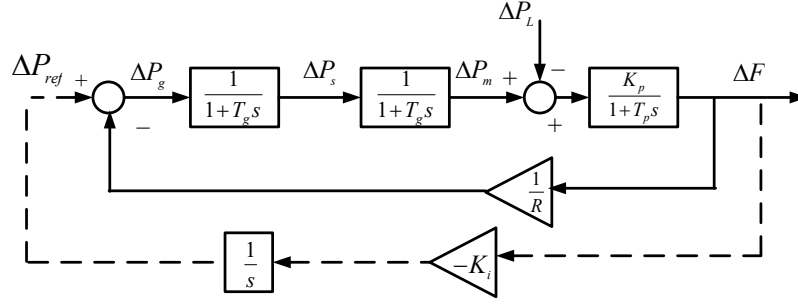 ΔP_L
ΔP_ref + ΔP_g 1/(1+T_g s) ΔP_s 1/(1+T_g s) ΔP_m + − K_p/(1+T_p s) ΔF
− +
1/R
1/s −K_i